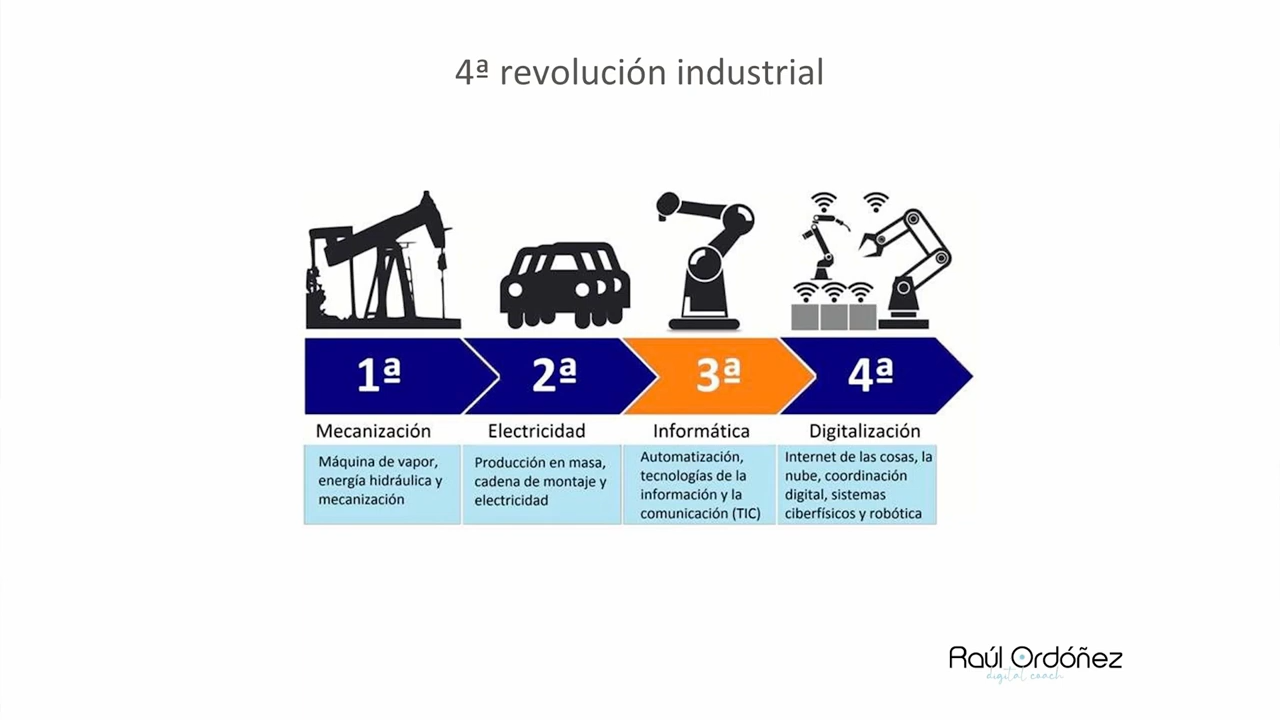 4ª revolución industrial
1ª
2ª
3ª
4ª
Mecanización
Electricidad
Informática
Digitalización
Máquina de vapor,
energía hidráulica y
mecanización
Producción en masa,
cadena de montaje y
electricidad
Automatización,
tecnologías de la
información y la
comunicación (TIC)
Internet de las cosas, la
nube, coordinación
digital, sistemas
ciberfísicos y robótica
Raúl Ordóñez
digital coach